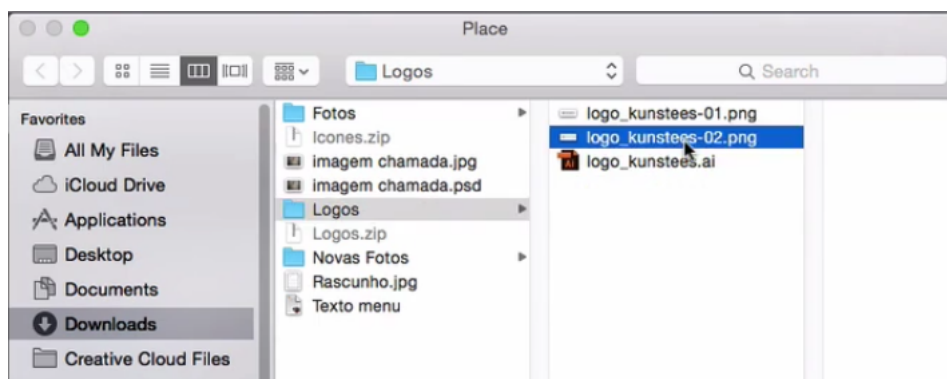 Place
Logos
Search
Favorites
All My Files
iCloud Drive
Applications
Desktop
Documents
Downloads
Creative Cloud Files
Fotos
Icones.zip
imagem chamada.jpg
imagem chamada.psd
Logos
Logos.zip
Novas Fotos
Rascunho.jpg
Texto menu
logo_kunstees-01.png
logo_kunstees-02.png
logo_kunstees.ai